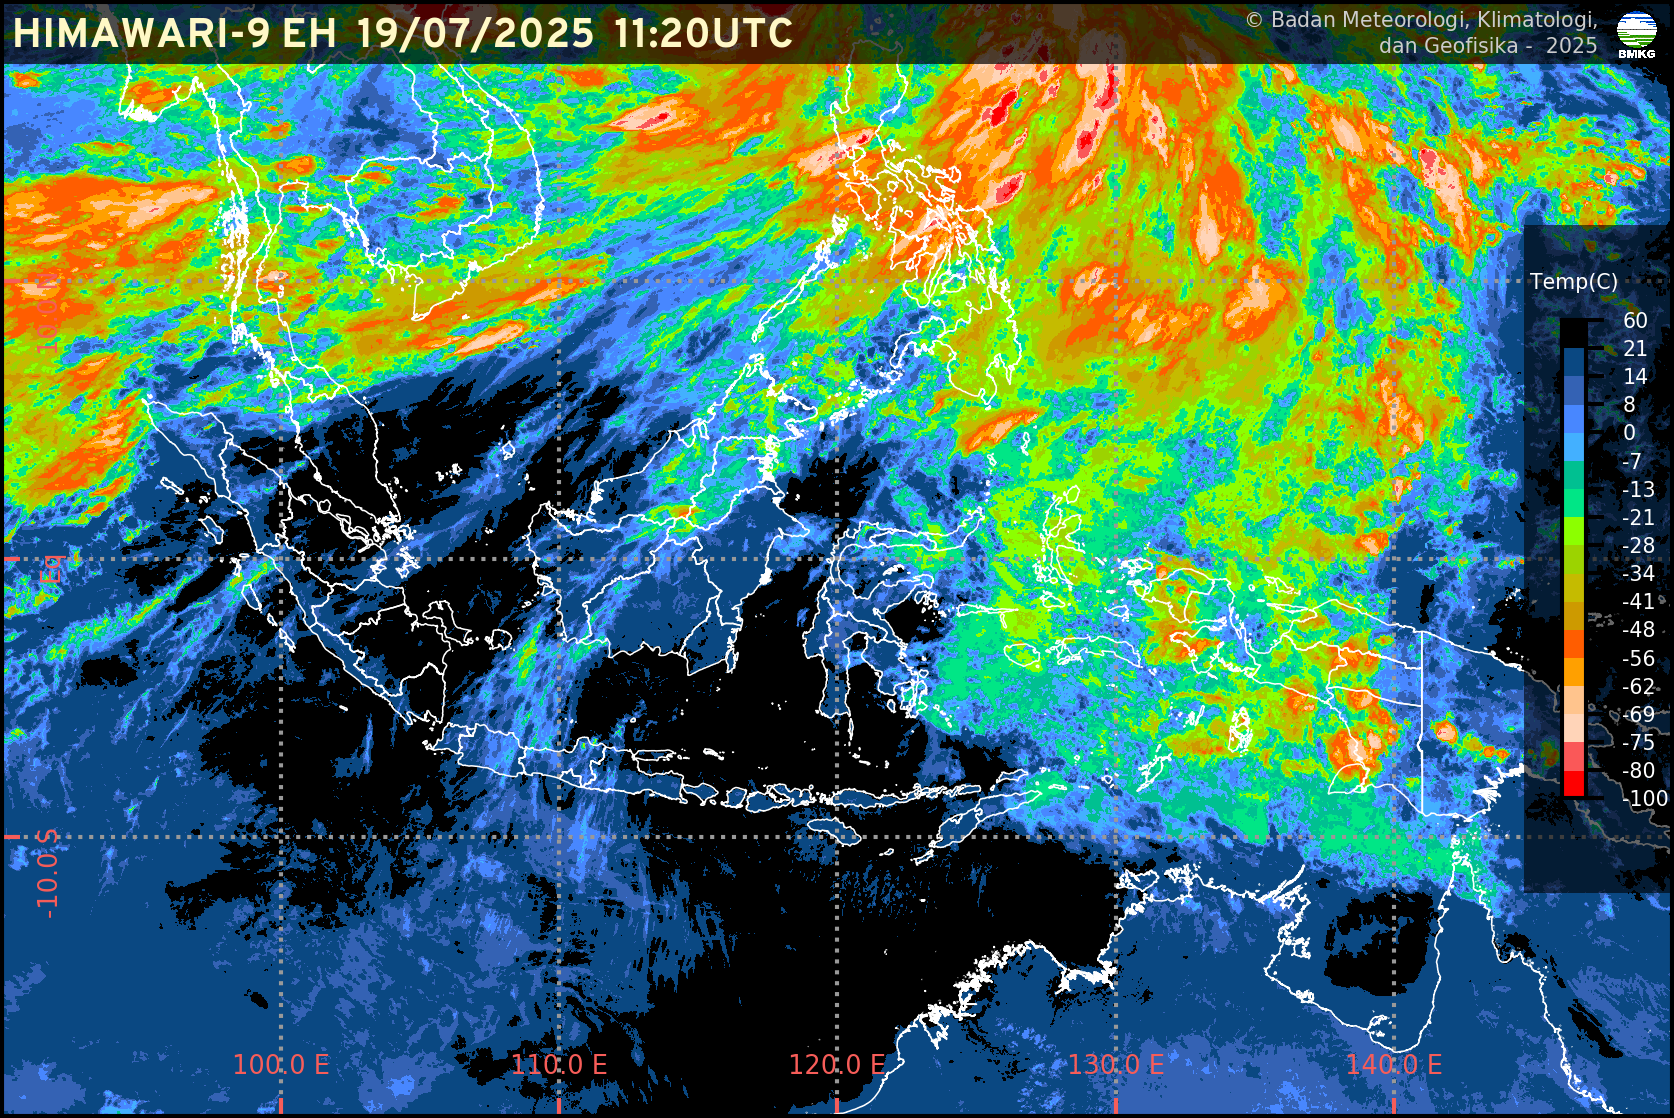 HIMAWARI-9 EH 19/07/2025 11:20UTC
© Badan Meteorologi, Klimatologi,
dan Geofisika - 2025
BMKG
Temp(C)
60
21
14
8
0
-7
-13
-21
-28
-34
-41
-48
-56
-62
-69
-75
-80
-100
10.0 N
Eq
-10.0 S
100.0 E
110.0 E
120.0 E
130.0 E
140.0 E